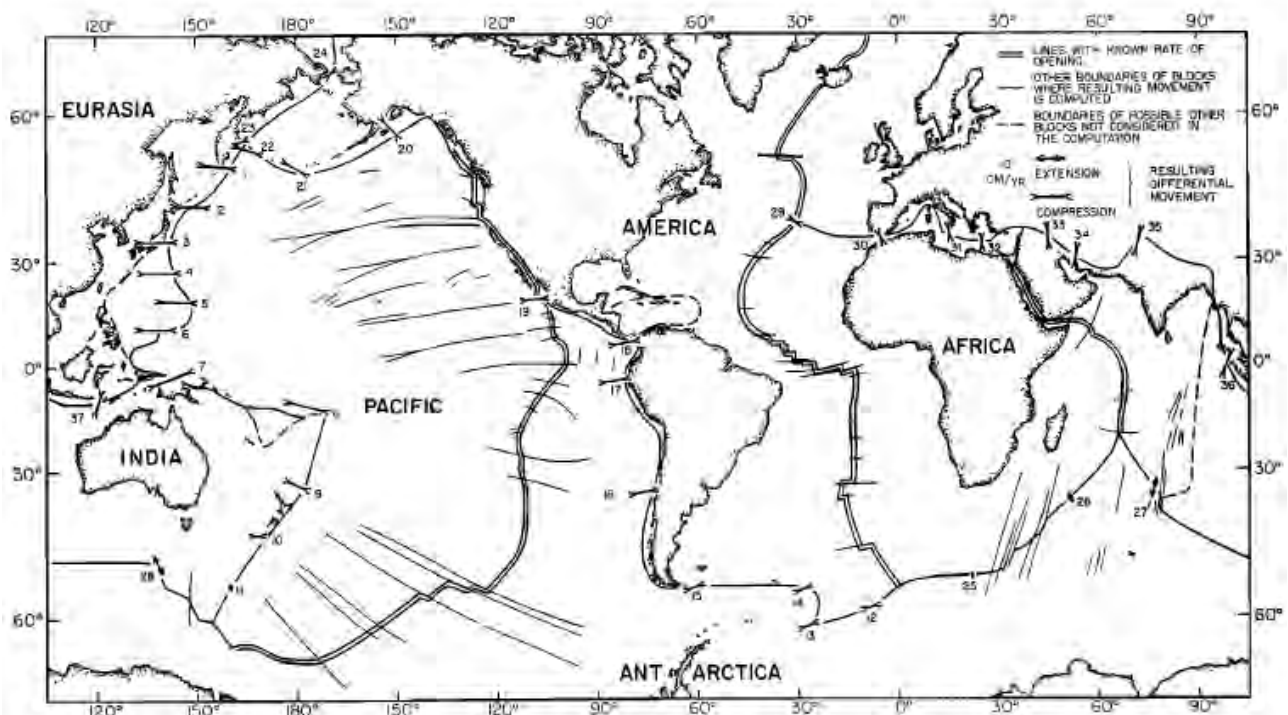 120° 150° 180° 150° 120° 90° 60° 30° 0° 30° 60° 90°
24
LINES WITH KNOWN RATE OF
OPENING
OTHER BOUNDARIES OF BLOCKS
WHERE RESULTING MOVEMENT
IS COMPUTED
BOUNDARIES OF POSSIBLE OTHER
BLOCKS NOT CONSIDERED IN
THE COMPUTATION
CM/YR
EXTENSION
COMPRESSION
RESULTING
DIFFERENTIAL
MOVEMENT
EURASIA
60° 60°
23
22
20
21
1
2
3
4
5
6
7
AMERICA
29
30
31
32
33
34
35
30° 30°
19
AFRICA
0° 0°
17
36
37
PACIFIC
INDIA
30° 30°
9
10
11
28
26
27
25
15
14
13
12
60° 60°
ANT ARCTICA
120° 150° 180° 150° 120° 90° 60° 30° 0° 30° 60° 90°